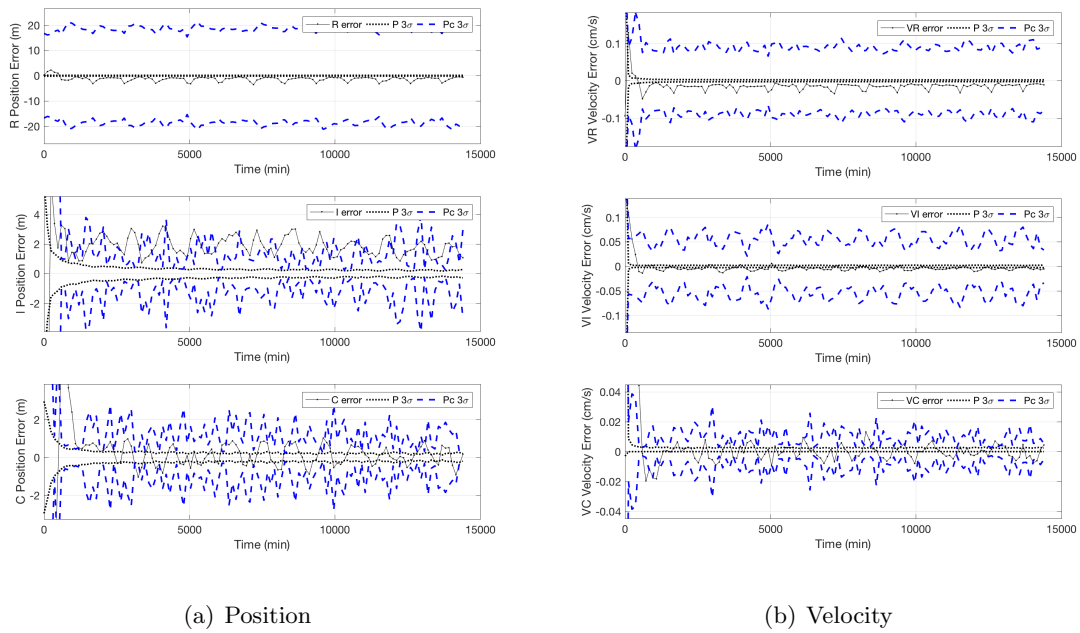 R Position Error (m)
20
10
0
-10
-20
R error P 3σ Pc 3σ
0 5000 10000 15000
Time (min)
I Position Error (m)
4
2
0
-2
I error P 3σ Pc 3σ
0 5000 10000 15000
Time (min)
C Position Error (m)
2
0
-2
C error P 3σ Pc 3σ
0 5000 10000 15000
Time (min)
(a) Position
VR Velocity Error (cm/s)
0.1
0
-0.1
VR error P 3σ Pc 3σ
0 5000 10000 15000
Time (min)
VI Velocity Error (cm/s)
0.1
0.05
0
-0.05
-0.1
VI error P 3σ Pc 3σ
0 5000 10000 15000
Time (min)
VC Velocity Error (cm/s)
0.04
0.02
0
-0.02
-0.04
VC error P 3σ Pc 3σ
0 5000 10000 15000
Time (min)
(b) Velocity